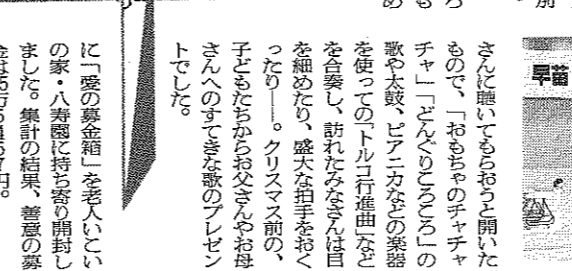 早苗
さんに聴いてもらおうと開いた
もので、「おもちゃのチャチャ
チャ」「どんぐりころころ」の
歌や太鼓、ピアニカなどの楽器
を使っての「トルコ行進曲」など
を合奏し、訪れたみなさんは目
を細めたり、盛大な拍手をおく
ったり――。クリスマス前の、
子どもたちからお父さんやお母
さんへのすてきな歌のプレゼン
トでした。
に「愛の募金箱」を老人いこい
の家・八寿園に持ち寄り開封し
ました。集計の結果、善意の募